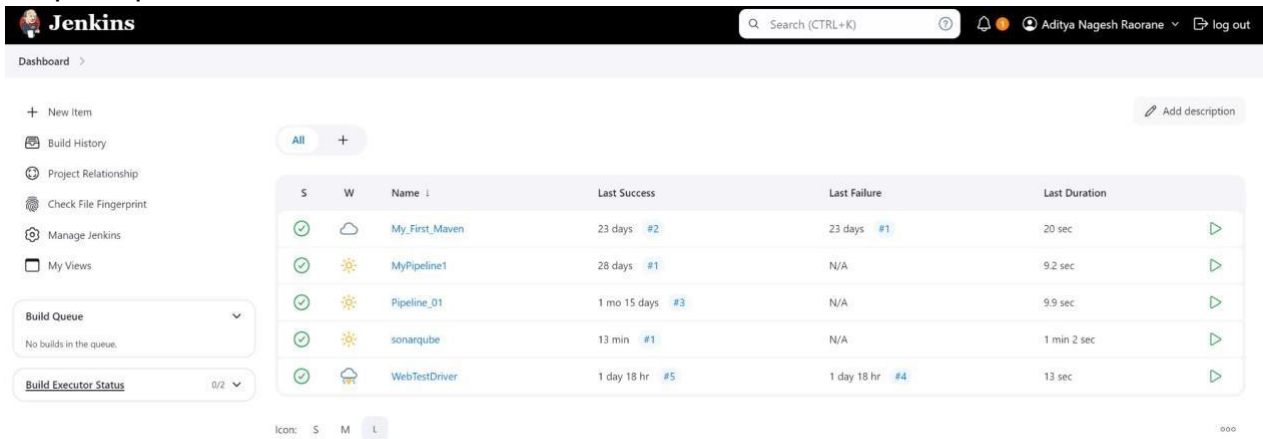 Jenkins
Search (CTRL+K)
1
Aditya Nagesh Raorane
log out
Dashboard >
+ New Item
Build History
Project Relationship
Check File Fingerprint
Manage Jenkins
My Views
Build Queue
No builds in the queue.
Build Executor Status 0/2
Add description
All +
S W Name ↓ Last Success Last Failure Last Duration
My_First_Maven 23 days #2 23 days #1 20 sec
MyPipeline1 28 days #1 N/A 9.2 sec
Pipeline_01 1 mo 15 days #3 N/A 9.9 sec
sonarqube 13 min #1 N/A 1 min 2 sec
WebTestDriver 1 day 18 hr #5 1 day 18 hr #4 13 sec
Icon: S M L